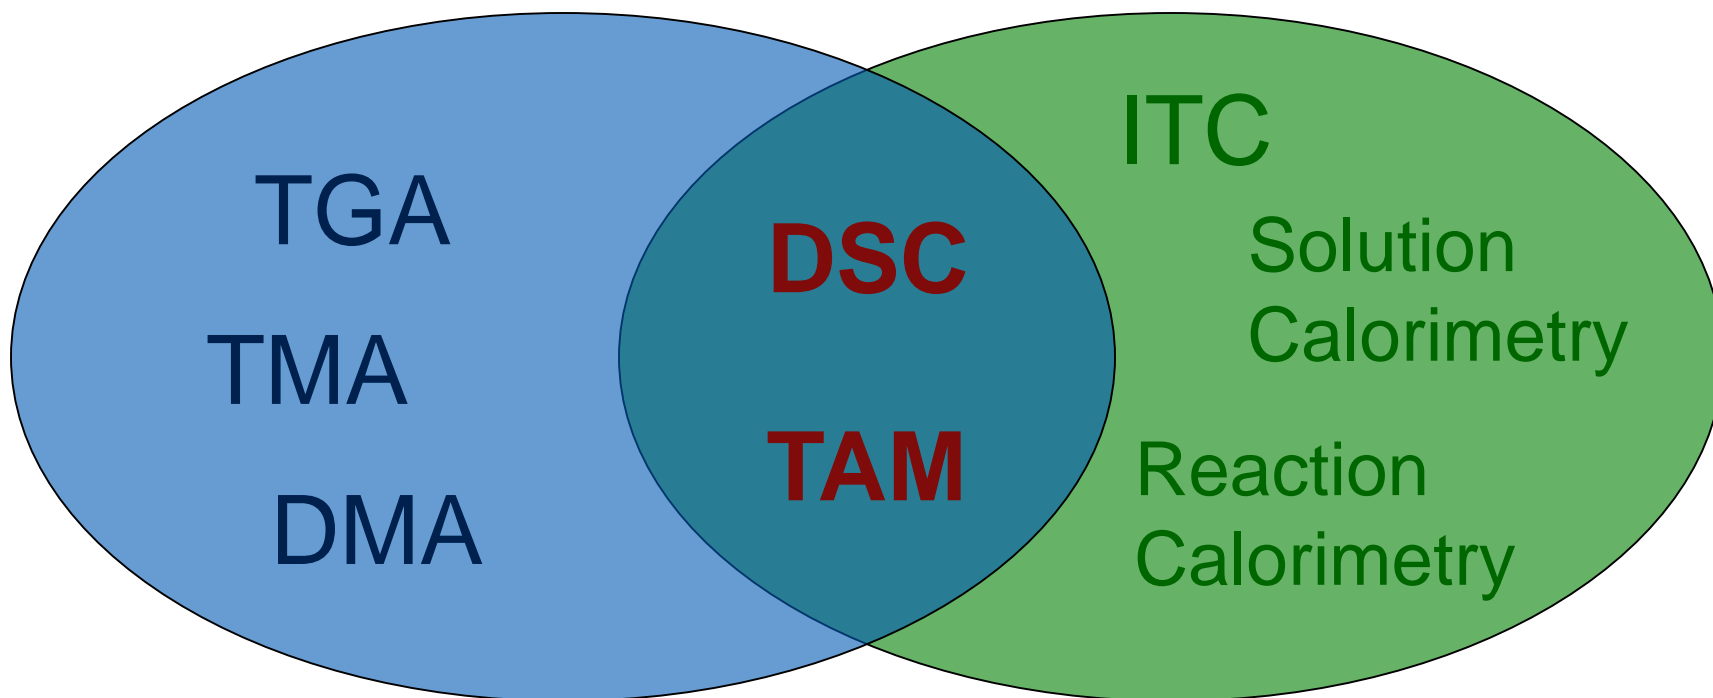 TGA
TMA
DMA
DSC
TAM
ITC
Solution
Calorimetry
Reaction
Calorimetry